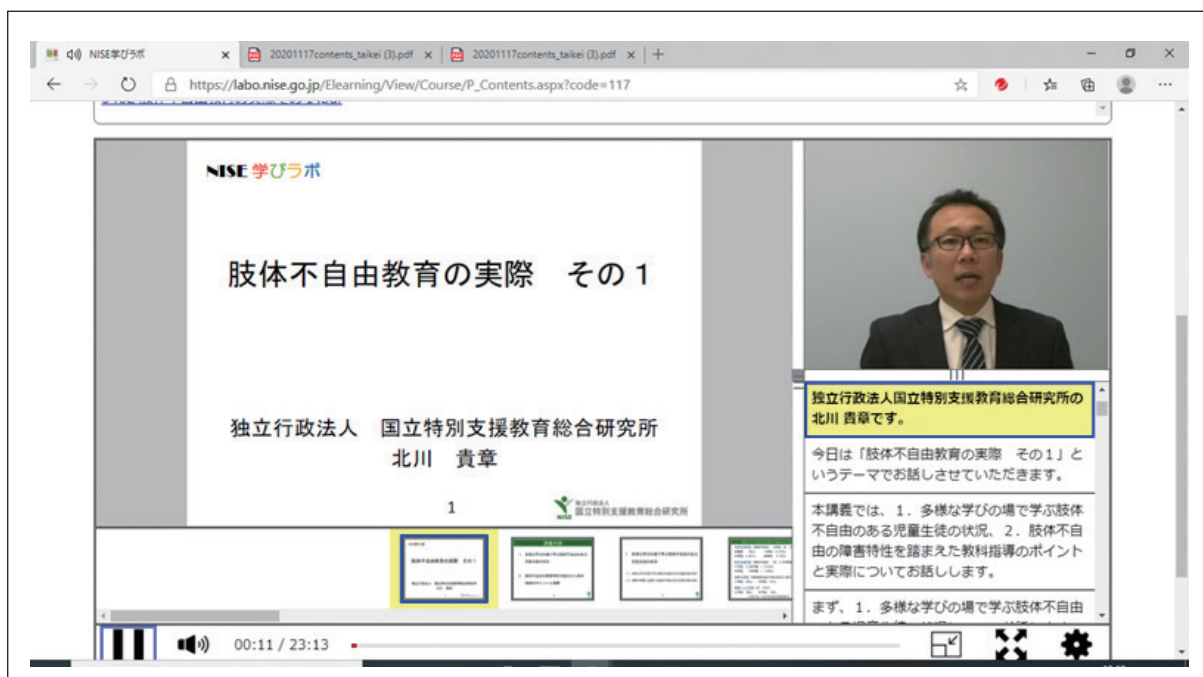 NISE学びラボ
20201117contents_taikei (3).pdf
20201117contents_taikei (3).pdf
https://labo.nise.go.jp/Elearning/View/Course/P_Contents.aspx?code=117
NISE 学びラボ
肢体不自由教育の実際　その１
独立行政法人　国立特別支援教育総合研究所
北川　貴章
1
NISE
独立行政法人
国立特別支援教育総合研究所
独立行政法人国立特別支援教育総合研究所の
北川 貴章です。
今日は「肢体不自由教育の実際　その１」と
いうテーマでお話しさせていただきます。
本講義では、１．多様な学びの場で学ぶ肢体
不自由のある児童生徒の状況、２．肢体不自
由の障害特性を踏まえた教科指導のポイント
と実際についてお話しします。
まず、１．多様な学びの場で学ぶ肢体不自由
00:11 / 23:13